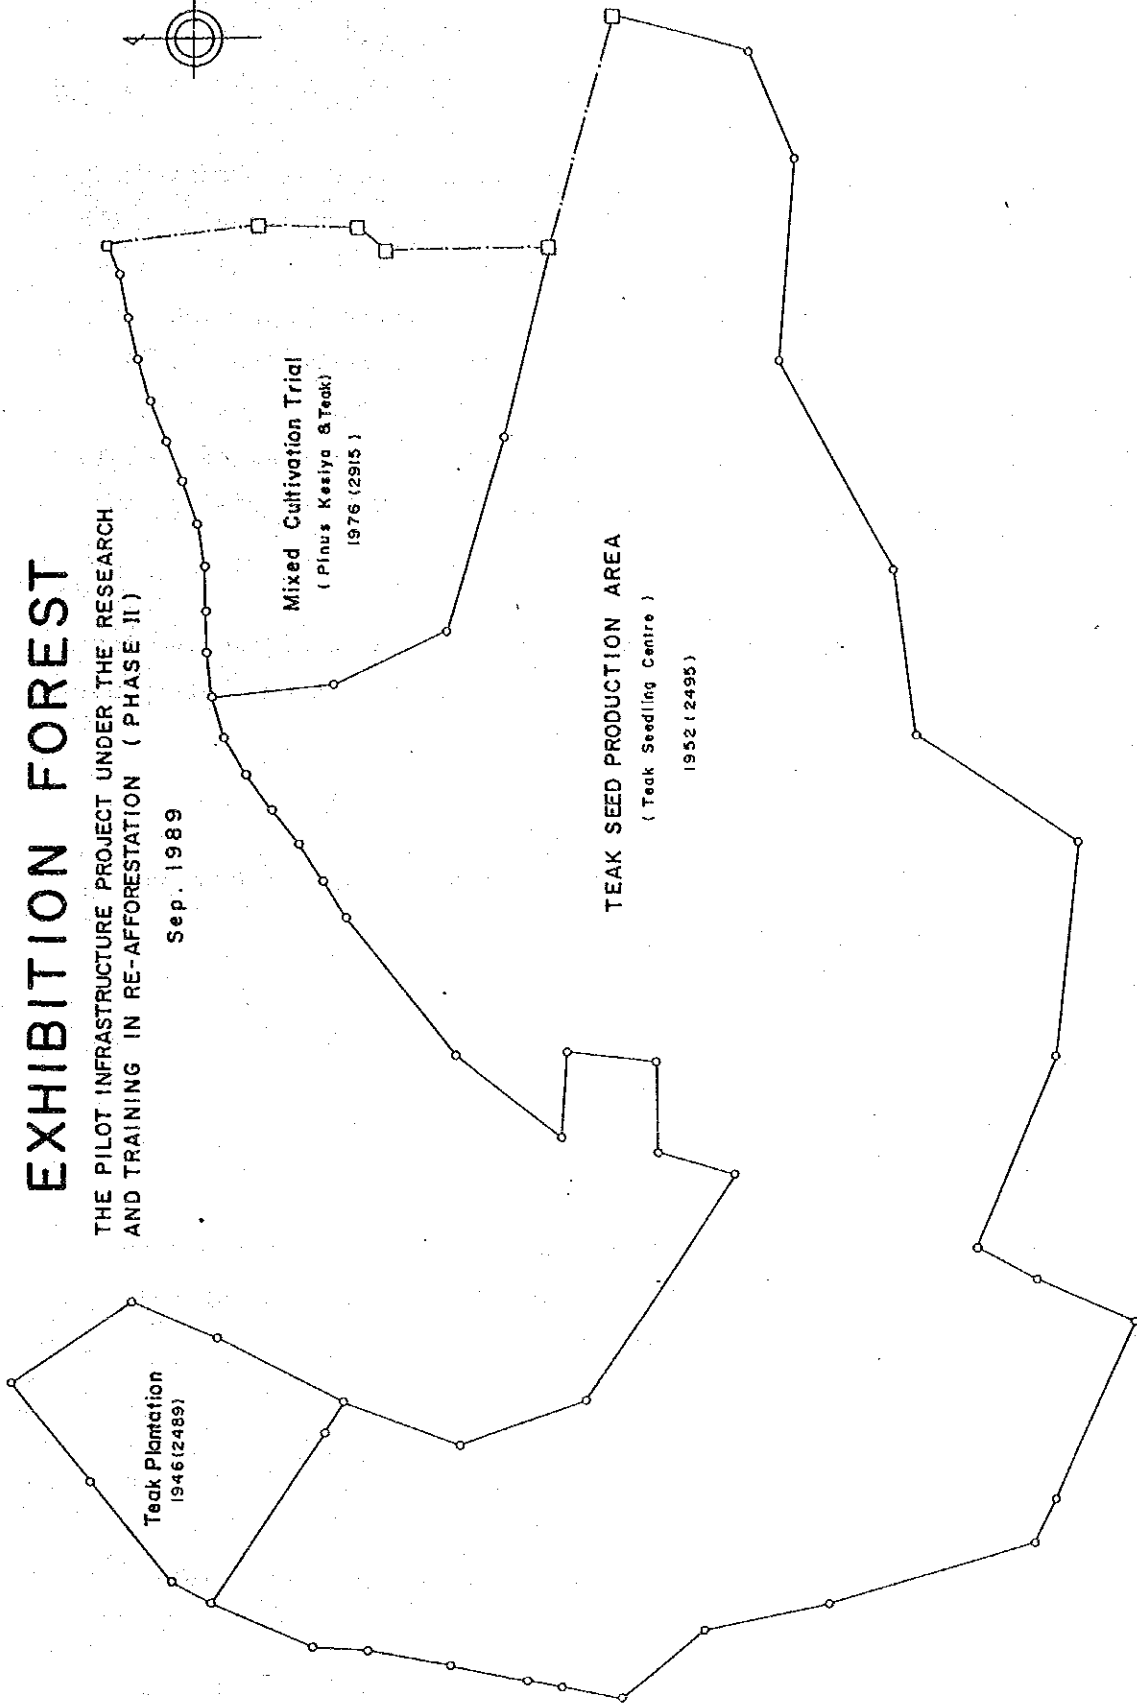 EXHIBITION FOREST
THE PILOT INFRASTRUCTURE PROJECT UNDER THE RESEARCH
AND TRAINING IN RE-AFFORESTATION (PHASE II)
Sep. 1989
Teak Plantation
1946(2489)
Mixed Cultivation Trial
(Pinus Kesiya & Teak)
1976 (2915)
TEAK SEED PRODUCTION AREA
(Teak Seedling Centre)
1952(2495)